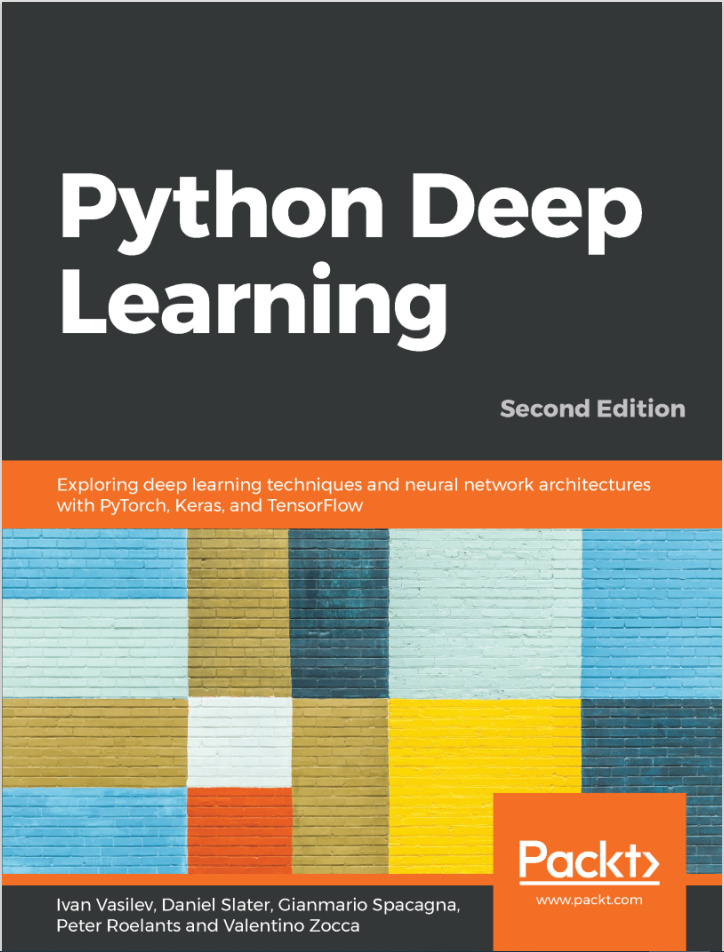 Python Deep
Learning
Second Edition
Exploring deep learning techniques and neural network architectures
with PyTorch, Keras, and TensorFlow
Packt>
www.packt.com
Ivan Vasilev, Daniel Slater, Gianmario Spacagna,
Peter Roelants and Valentino Zocca